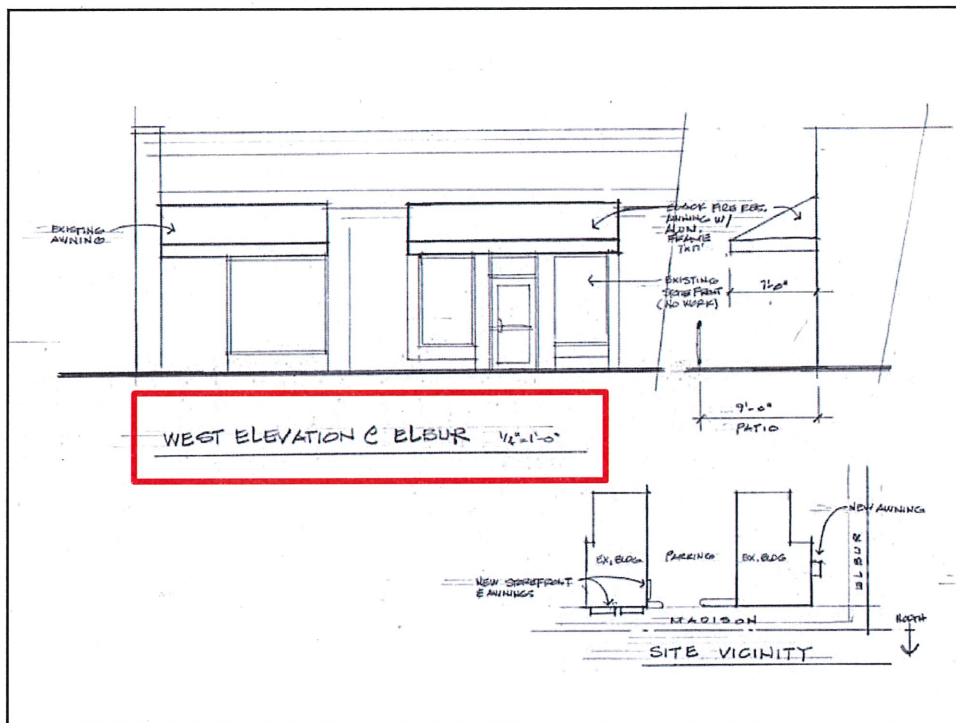 EXISTING
AWNING
BLACK FIRE RES.
AWNING W/
ALUM.
FRAME
EXISTING
STOREFRONT
(NO WORK)
7'-0"
9'-0"
PATIO
WEST ELEVATION @ ELBUR 1/4"=1'-0"
NEW AWNING
EX. BLDG
PARKING
EX. BLDG
ELBUR
NEW STOREFRONT
& AWNINGS
MADISON
NORTH
SITE VICINITY